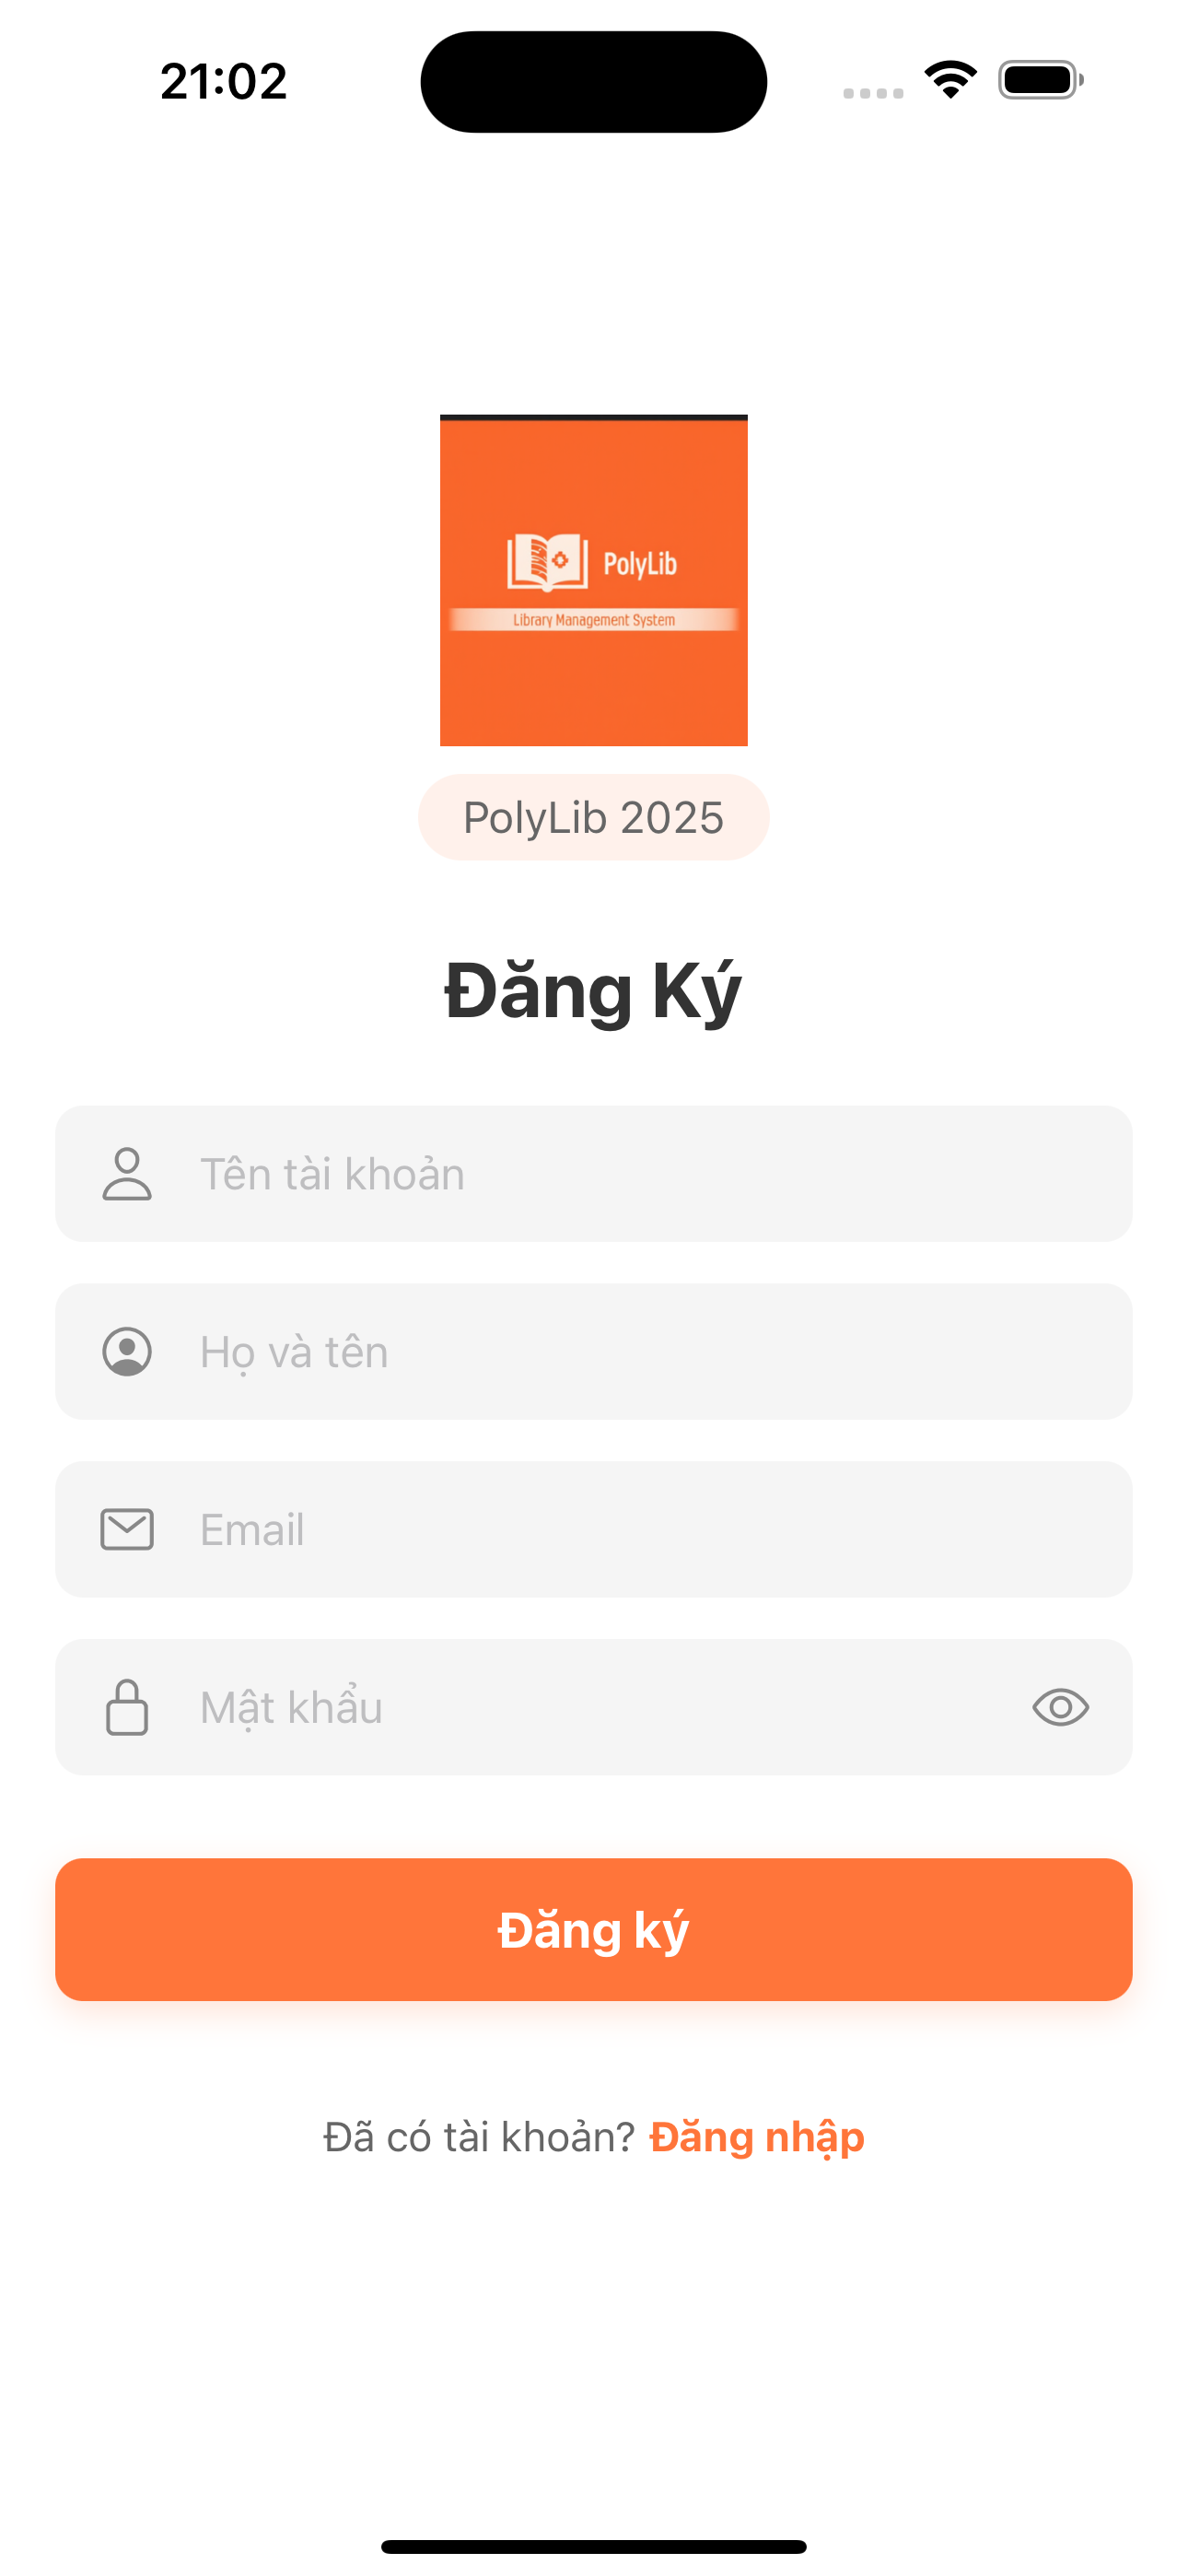 21:02
PolyLib
Library Management System
PolyLib 2025
Đăng Ký
Tên tài khoản
Họ và tên
Email
Mật khẩu
Đăng ký
Đã có tài khoản? Đăng nhập